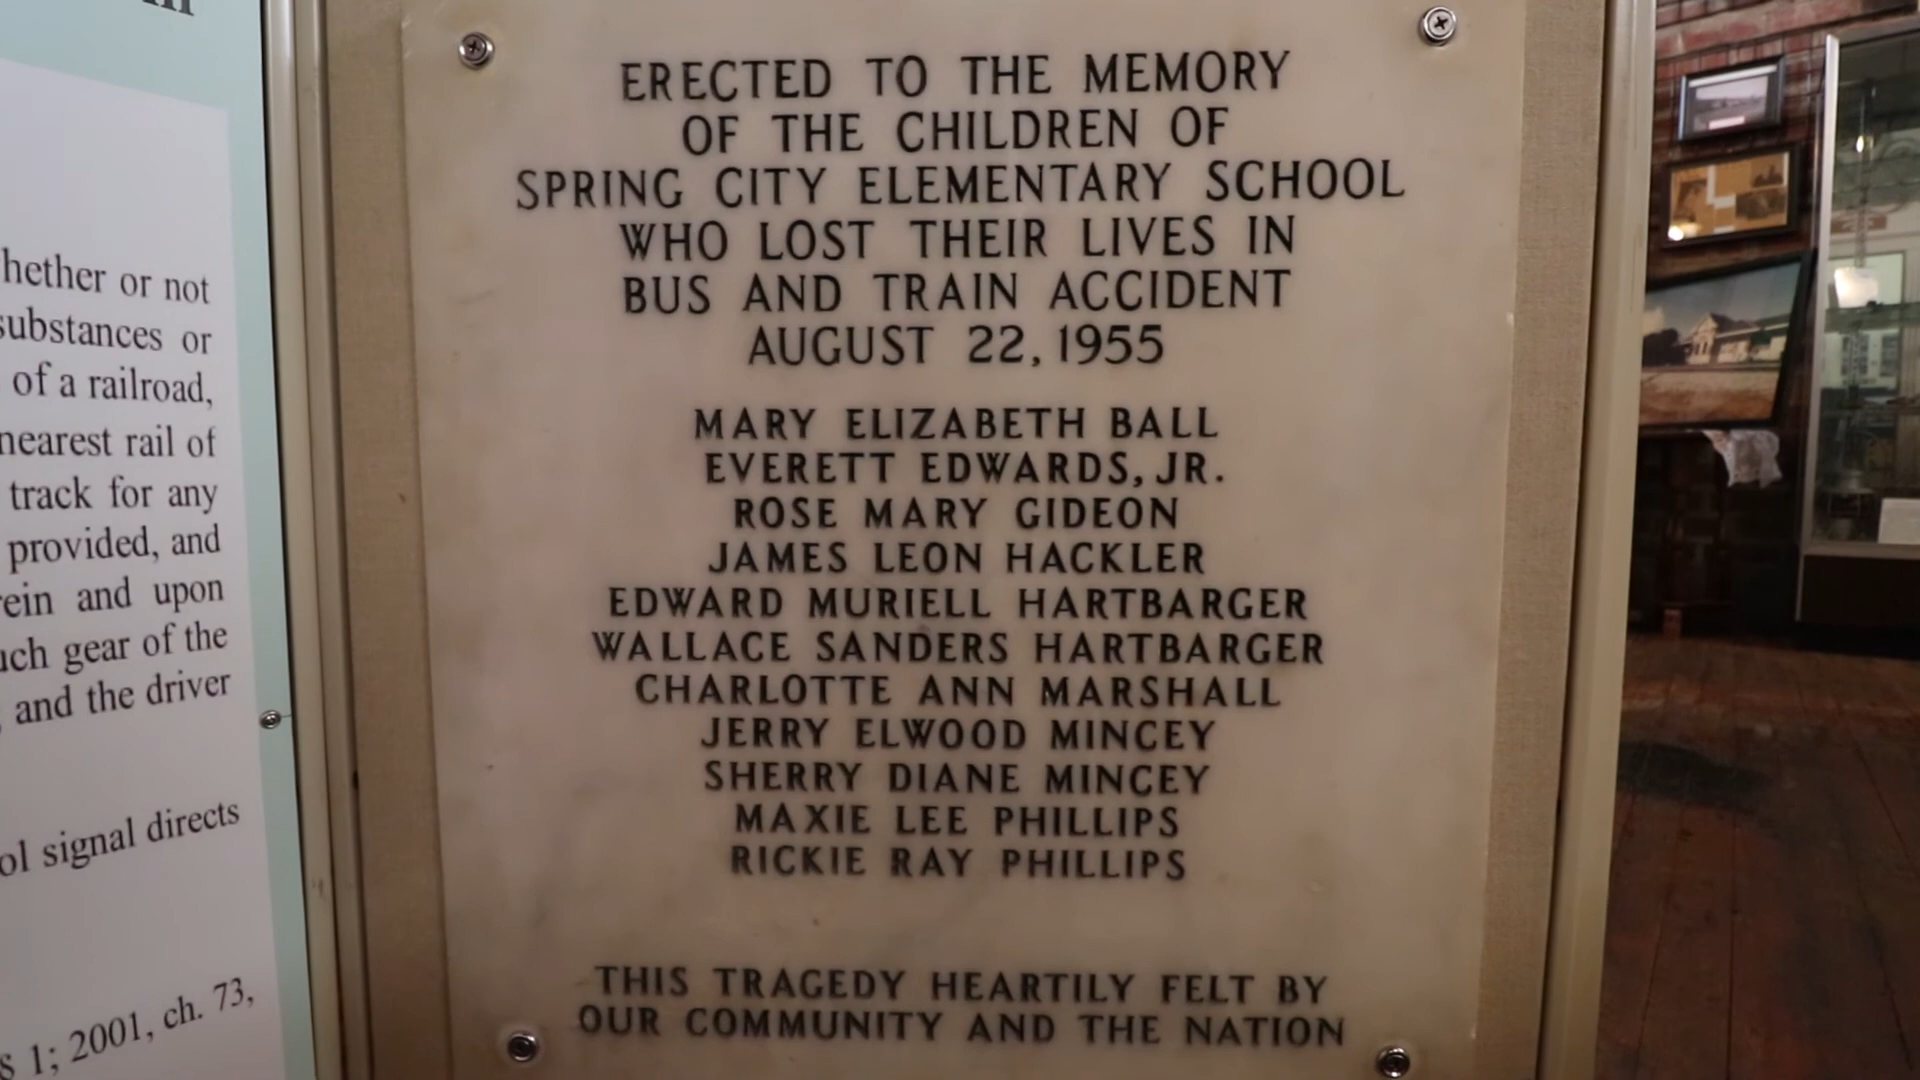 ERECTED TO THE MEMORY
OF THE CHILDREN OF
SPRING CITY ELEMENTARY SCHOOL
WHO LOST THEIR LIVES IN
BUS AND TRAIN ACCIDENT
AUGUST 22, 1955
MARY ELIZABETH BALL
EVERETT EDWARDS, JR.
ROSE MARY GIDEON
JAMES LEON HACKLER
EDWARD MURIELL HARTBARGER
WALLACE SANDERS HARTBARGER
CHARLOTTE ANN MARSHALL
JERRY ELWOOD MINCEY
SHERRY DIANE MINCEY
MAXIE LEE PHILLIPS
RICKIE RAY PHILLIPS
THIS TRAGEDY HEARTILY FELT BY
OUR COMMUNITY AND THE NATION
hether or not
substances or
of a railroad,
nearest rail of
track for any
provided, and
rein and upon
uch gear of the
and the driver
ol signal directs
s 1; 2001, ch. 73,